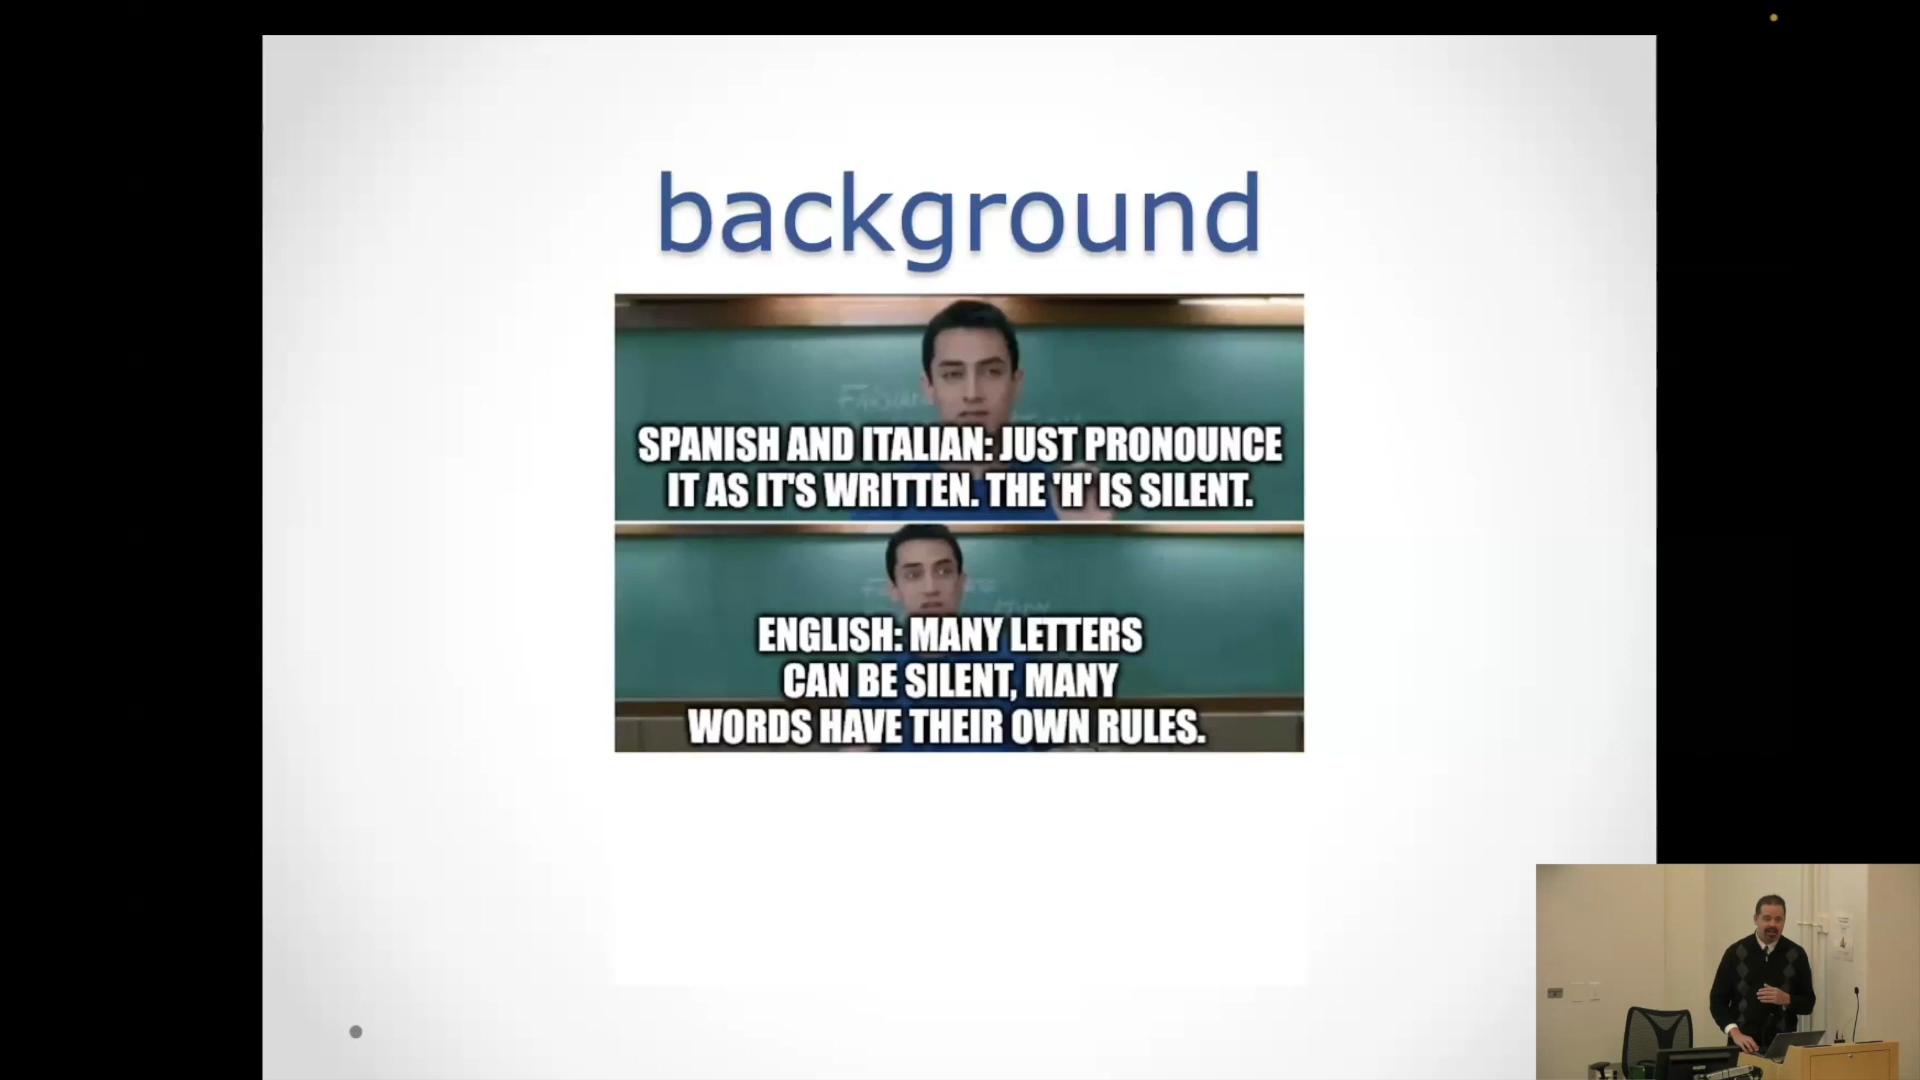 background
SPANISH AND ITALIAN: JUST PRONOUNCE
IT AS IT'S WRITTEN. THE 'H' IS SILENT.
ENGLISH: MANY LETTERS
CAN BE SILENT, MANY
WORDS HAVE THEIR OWN RULES.